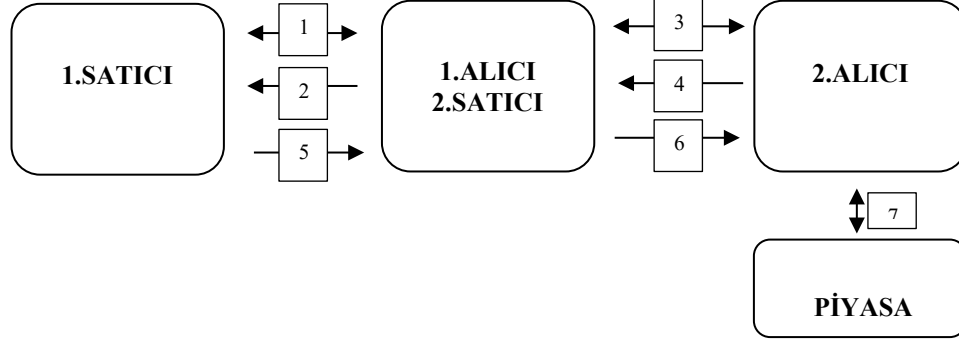 1
3
1.SATICI
1.ALICI
2.SATICI
2.ALICI
2
4
5
6
7
PİYASA